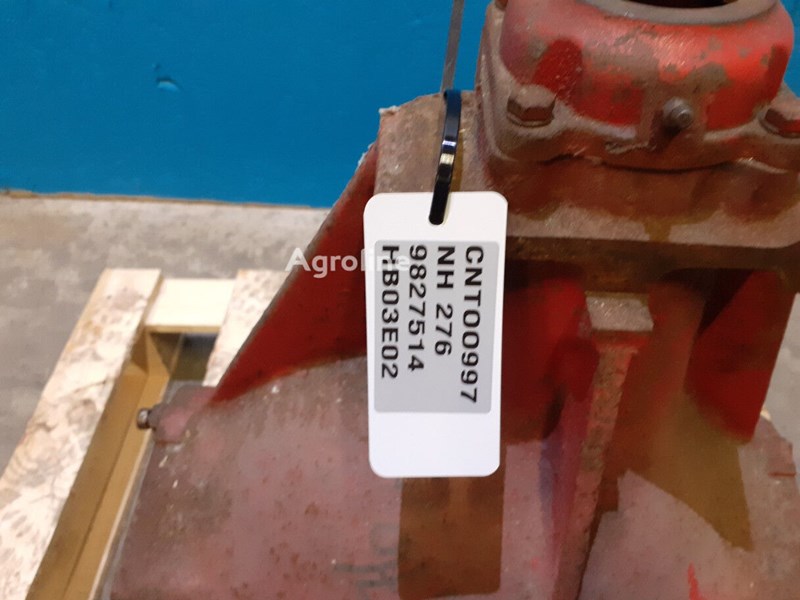 CNT00997
NH 276
9827514
HB03E02
Agroline